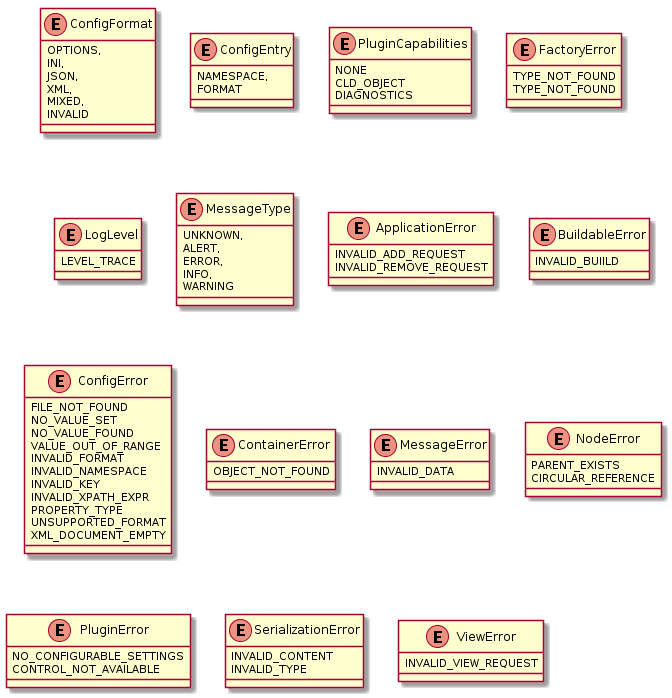 E ConfigFormat
OPTIONS,
INI,
JSON,
XML,
MIXED,
INVALID
E ConfigEntry
NAMESPACE,
FORMAT
E PluginCapabilities
NONE
CLD_OBJECT
DIAGNOSTICS
E FactoryError
TYPE_NOT_FOUND
TYPE_NOT_FOUND
E LogLevel
LEVEL_TRACE
E MessageType
UNKNOWN,
ALERT,
ERROR,
INFO,
WARNING
E ApplicationError
INVALID_ADD_REQUEST
INVALID_REMOVE_REQUEST
E BuildableError
INVALID_BUIILD
E ConfigError
FILE_NOT_FOUND
NO_VALUE_SET
NO_VALUE_FOUND
VALUE_OUT_OF_RANGE
INVALID_FORMAT
INVALID_NAMESPACE
INVALID_KEY
INVALID_XPATH_EXPR
PROPERTY_TYPE
UNSUPPORTED_FORMAT
XML_DOCUMENT_EMPTY
E ContainerError
OBJECT_NOT_FOUND
E MessageError
INVALID_DATA
E NodeError
PARENT_EXISTS
CIRCULAR_REFERENCE
E PluginError
NO_CONFIGURABLE_SETTINGS
CONTROL_NOT_AVAILABLE
E SerializationError
INVALID_CONTENT
INVALID_TYPE
E ViewError
INVALID_VIEW_REQUEST